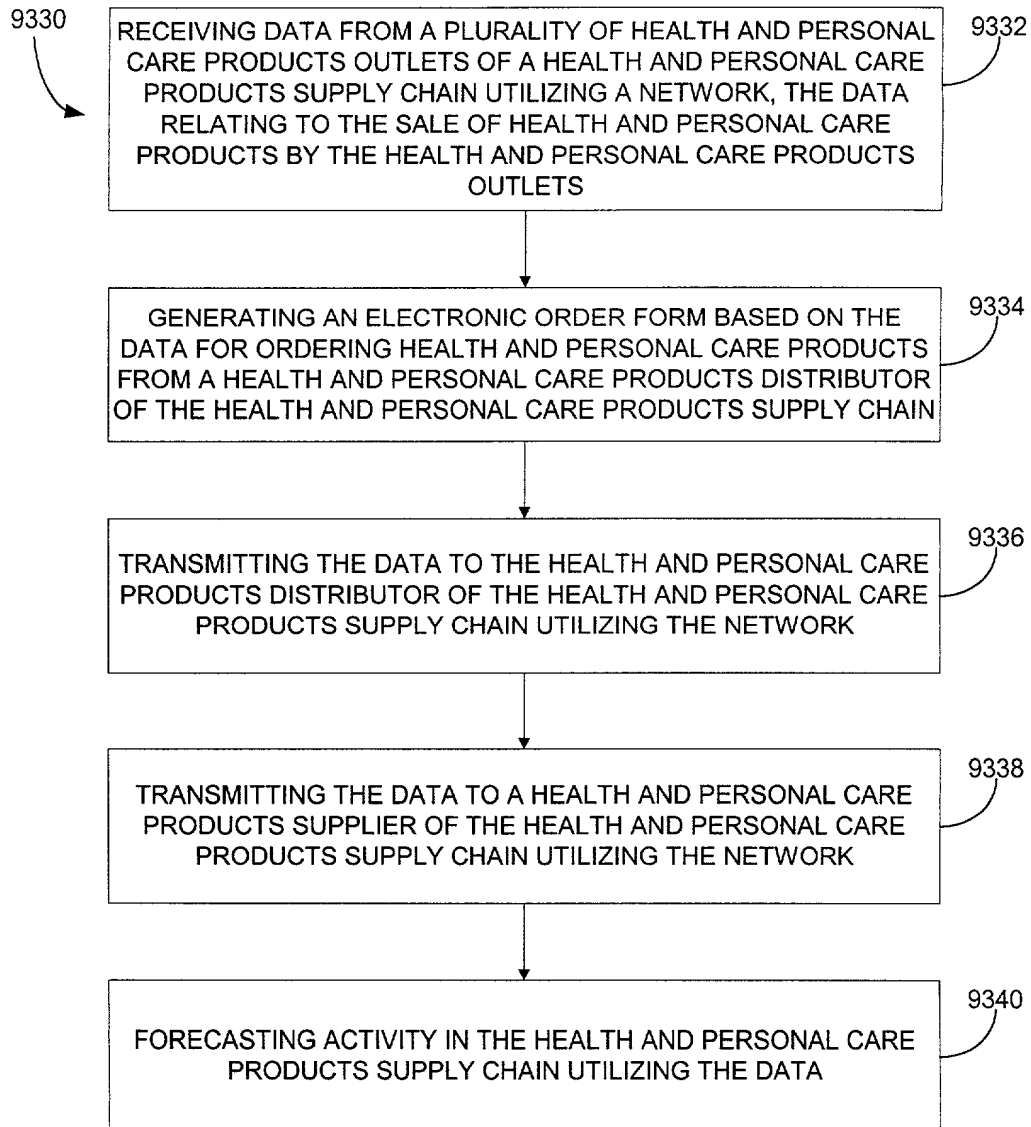 9330
RECEIVING DATA FROM A PLURALITY OF HEALTH AND PERSONAL
CARE PRODUCTS OUTLETS OF A HEALTH AND PERSONAL CARE
PRODUCTS SUPPLY CHAIN UTILIZING A NETWORK, THE DATA
RELATING TO THE SALE OF HEALTH AND PERSONAL CARE
PRODUCTS BY THE HEALTH AND PERSONAL CARE PRODUCTS
OUTLETS
9332
GENERATING AN ELECTRONIC ORDER FORM BASED ON THE
DATA FOR ORDERING HEALTH AND PERSONAL CARE PRODUCTS
FROM A HEALTH AND PERSONAL CARE PRODUCTS DISTRIBUTOR
OF THE HEALTH AND PERSONAL CARE PRODUCTS SUPPLY CHAIN
9334
TRANSMITTING THE DATA TO THE HEALTH AND PERSONAL CARE
PRODUCTS DISTRIBUTOR OF THE HEALTH AND PERSONAL CARE
PRODUCTS SUPPLY CHAIN UTILIZING THE NETWORK
9336
TRANSMITTING THE DATA TO A HEALTH AND PERSONAL CARE
PRODUCTS SUPPLIER OF THE HEALTH AND PERSONAL CARE
PRODUCTS SUPPLY CHAIN UTILIZING THE NETWORK
9338
FORECASTING ACTIVITY IN THE HEALTH AND PERSONAL CARE
PRODUCTS SUPPLY CHAIN UTILIZING THE DATA
9340